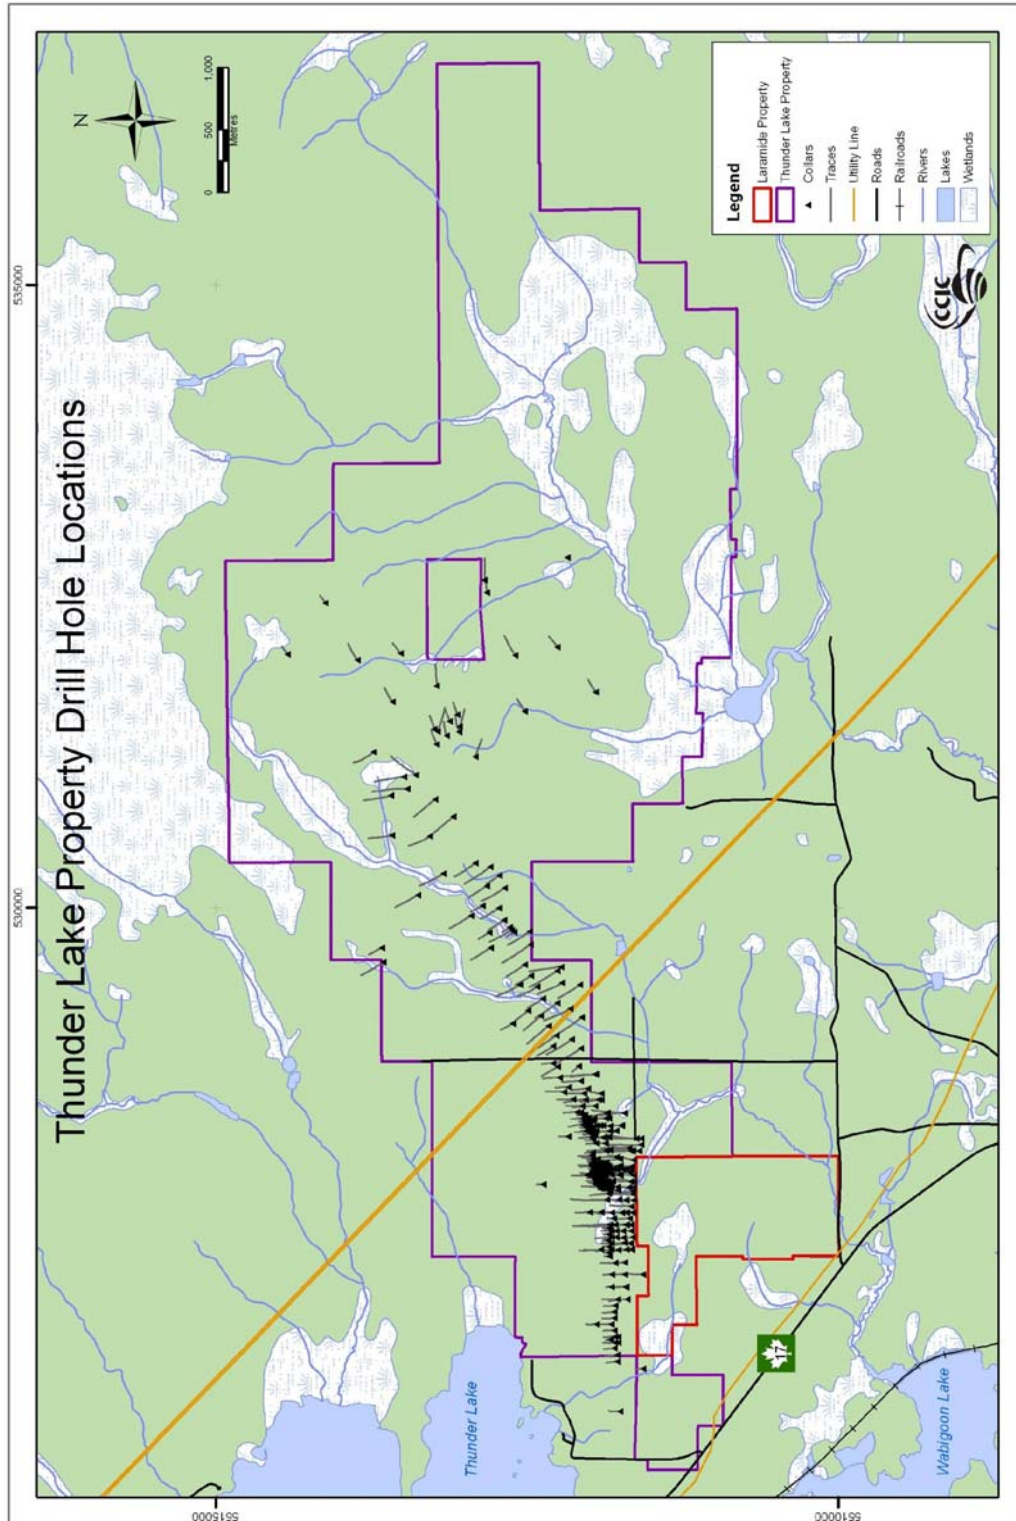 Thunder Lake Property Drill Hole Locations
N
0 500 1,000
Metres
530000 535000
5515000
5510000
Thunder Lake
Wabigoon Lake
17
Legend
Laramide Property
Thunder Lake Property
Collars
Traces
Utility Line
Roads
Railroads
Rivers
Lakes
Wetlands
CCIC